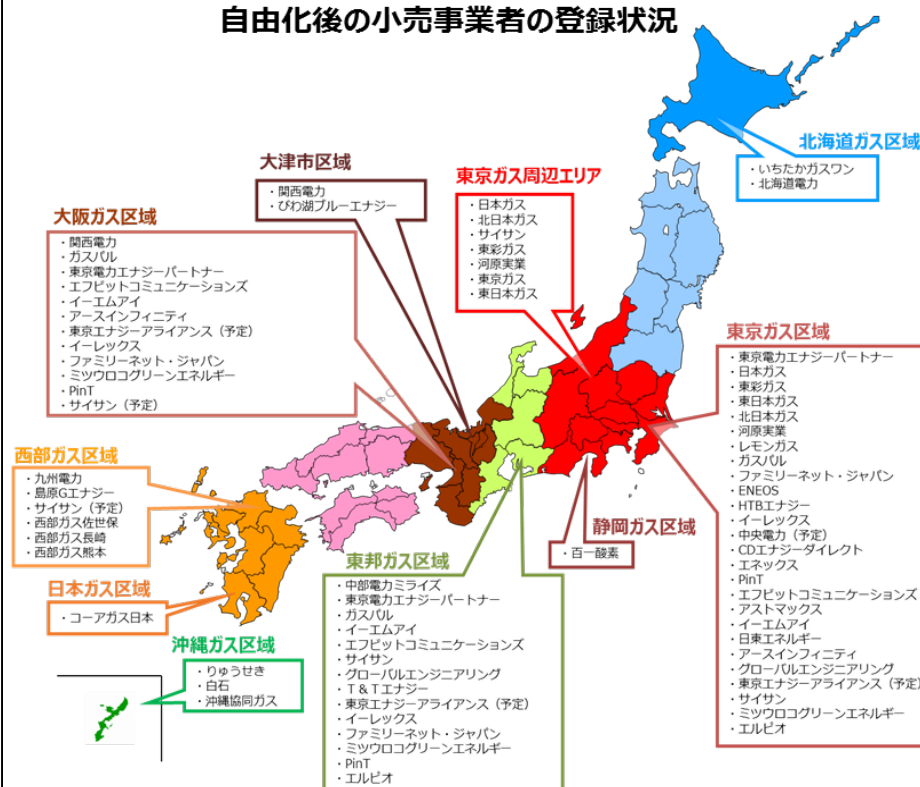 自由化後の小売事業者の登録状況
北海道ガス区域
・いちたかガスワン
・北海道電力
大津市区域
・関西電力
・びわ湖ブルーエナジー
東京ガス周辺エリア
・日本ガス
・北日本ガス
・サイサン
・東彩ガス
・河原実業
・東京ガス
・東日本ガス
大阪ガス区域
・関西電力
・ガスパル
・東京電力エナジーパートナー
・エフビットコミュニケーションズ
・イーエムアイ
・アースインフィニティ
・東京エナジーアライアンス（予定）
・イーレックス
・ファミリーネット・ジャパン
・ミツウロコグリーンエネルギー
・PinT
・サイサン（予定）
東京ガス区域
・東京電力エナジーパートナー
・日本ガス
・東彩ガス
・東日本ガス
・北日本ガス
・河原実業
・レモンガス
・ガスパル
・ファミリーネット・ジャパン
・ENEOS
・HTBエナジー
・イーレックス
・中央電力（予定）
・CDエナジーダイレクト
・エネックス
・PinT
・エフビットコミュニケーションズ
・アストマックス
・イーエムアイ
・日東エネルギー
・アースインフィニティ
・グローバルエンジニアリング
・東京エナジーアライアンス（予定）
・サイサン
・ミツウロコグリーンエネルギー
・エルピオ
西部ガス区域
・九州電力
・島原Gエナジー
・サイサン（予定）
・西部ガス佐世保
・西部ガス長崎
・西部ガス熊本
静岡ガス区域
・百一酸素
東邦ガス区域
・中部電力ミライズ
・東京電力エナジーパートナー
・ガスパル
・イーエムアイ
・エフビットコミュニケーションズ
・サイサン
・グローバルエンジニアリング
・T＆Tエナジー
・東京エナジーアライアンス（予定）
・イーレックス
・ファミリーネット・ジャパン
・ミツウロコグリーンエネルギー
・PinT
・エルピオ
日本ガス区域
・コーアガス日本
沖縄ガス区域
・りゅうせき
・白石
・沖縄協同ガス